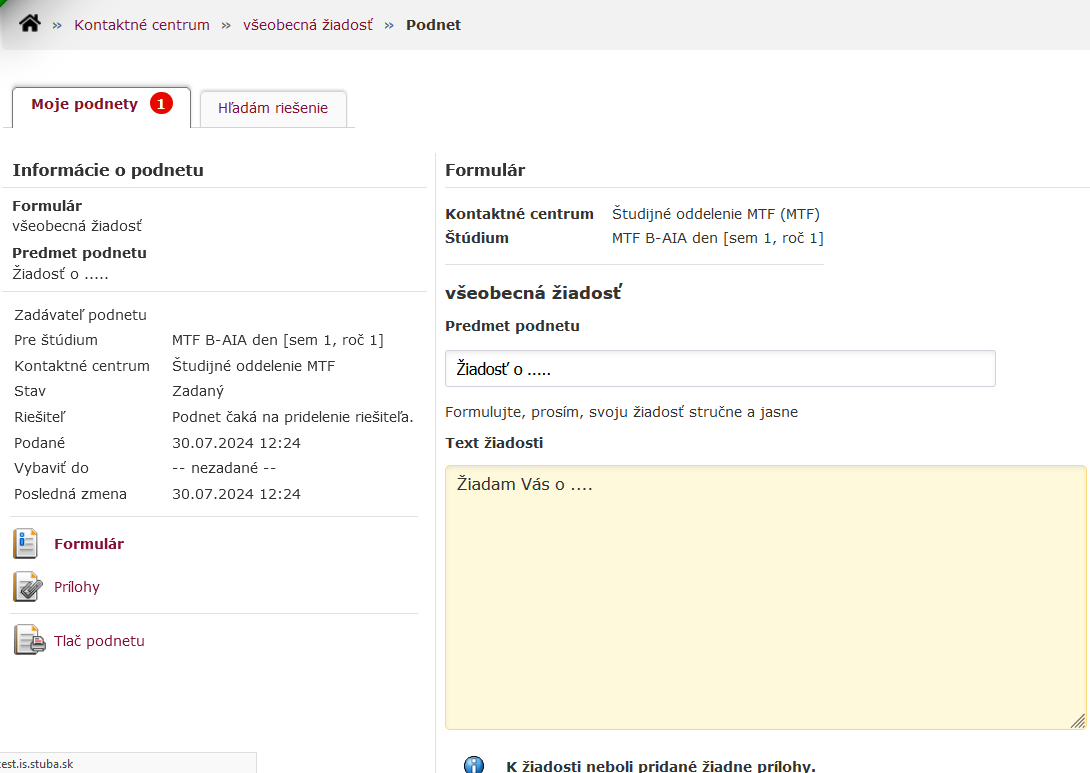 » Kontaktné centrum » všeobecná žiadosť » Podnet
Moje podnety 1
Hľadám riešenie
Informácie o podnetu
Formulár
všeobecná žiadosť
Predmet podnetu
Žiadosť o .....
Zadávateľ podnetu
Pre štúdium MTF B-AIA den [sem 1, roč 1]
Kontaktné centrum Študijné oddelenie MTF
Stav Zadaný
Riešiteľ Podnet čaká na pridelenie riešiteľa.
Podané 30.07.2024 12:24
Vybaviť do -- nezadané --
Posledná zmena 30.07.2024 12:24
Formulár
Prílohy
Tlač podnetu
Formulár
Kontaktné centrum Študijné oddelenie MTF (MTF)
Štúdium MTF B-AIA den [sem 1, roč 1]
všeobecná žiadosť
Predmet podnetu
Žiadosť o .....
Formulujte, prosím, svoju žiadosť stručne a jasne
Text žiadosti
Žiadam Vás o ....
K žiadosti neboli pridané žiadne prílohy.
est.is.stuba.sk